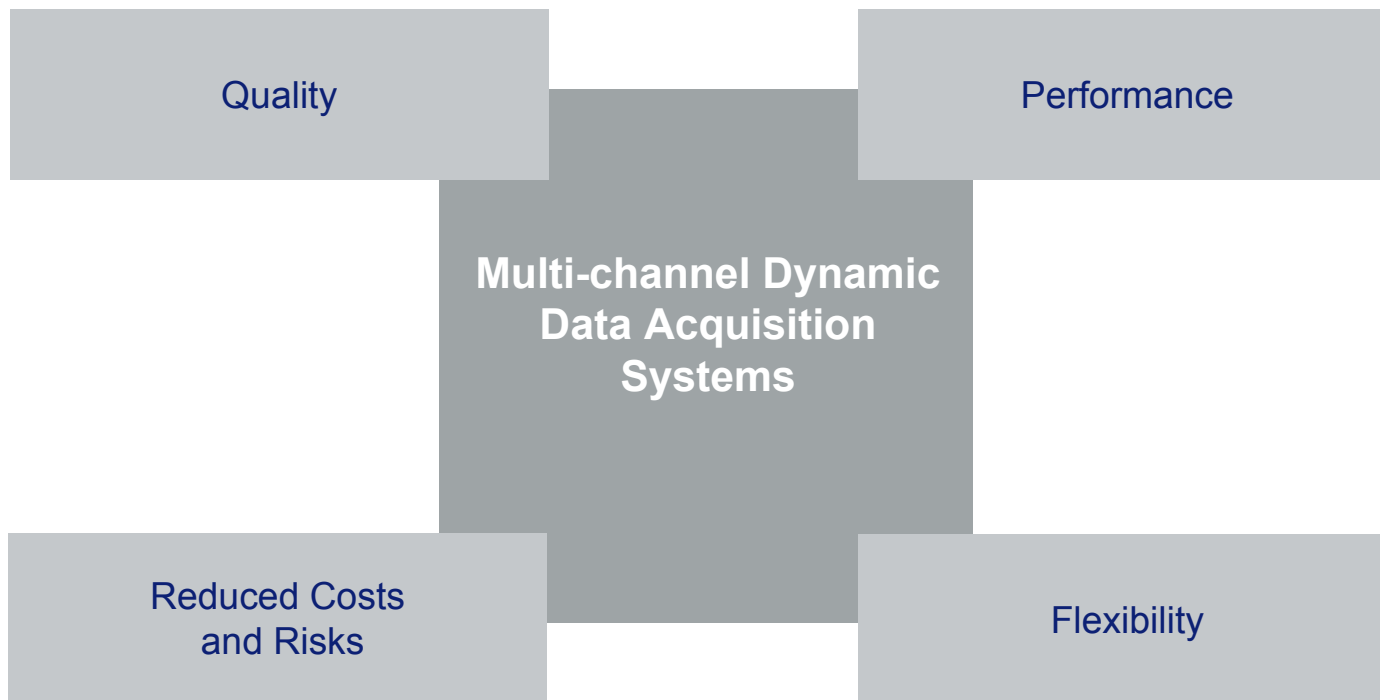 Quality
Performance
Multi-channel Dynamic
Data Acquisition
Systems
Reduced Costs
and Risks
Flexibility